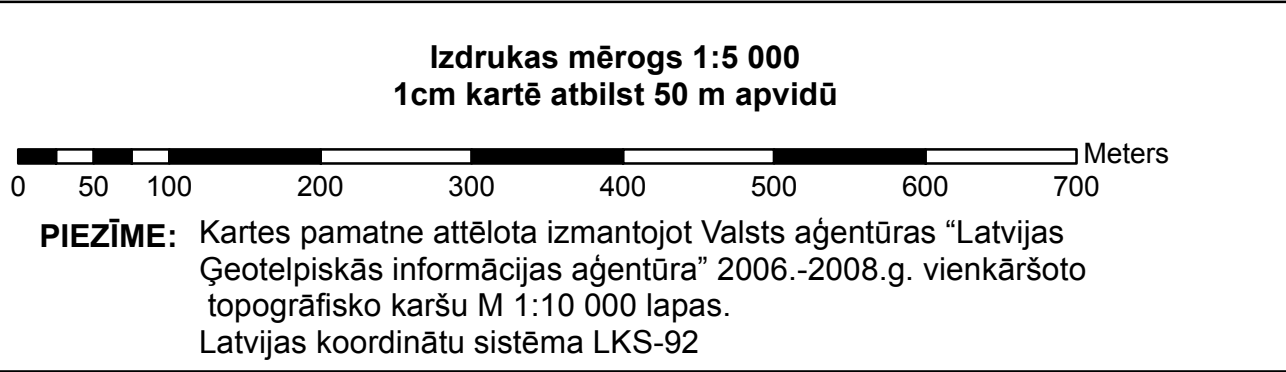 Izdrukas mērogs 1:5 000
1cm kartē atbilst 50 m apvidū
Meters
0 50 100 200 300 400 500 600 700
PIEZĪME: Kartes pamatne attēlota izmantojot Valsts aģentūras “Latvijas
Ģeotelpiskās informācijas aģentūra” 2006.-2008.g. vienkāršoto
topogrāfisko karšu M 1:10 000 lapas.
Latvijas koordinātu sistēma LKS-92